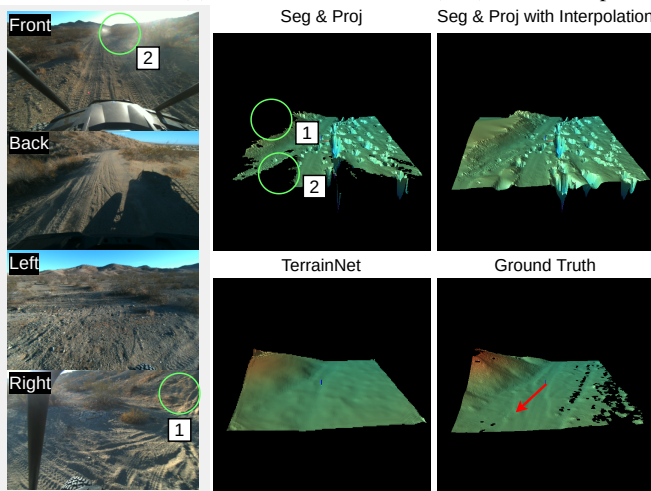 Front
2
Back
Left
Right
1
Seg & Proj
1
2
Seg & Proj with Interpolation
TerrainNet
Ground Truth